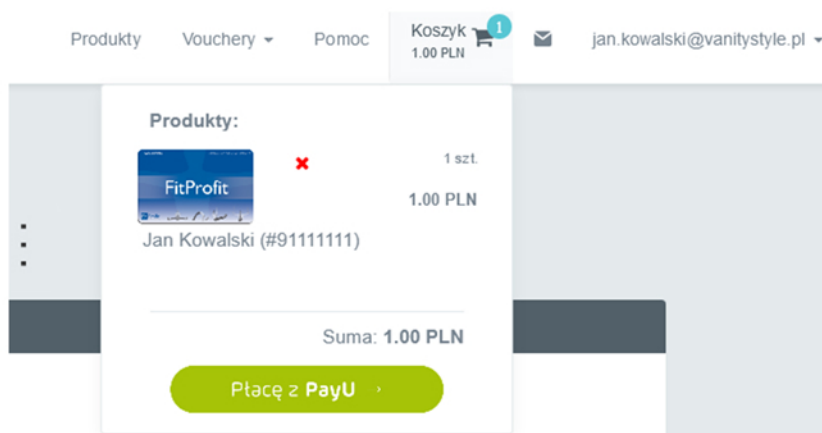 Produkty Vouchery Pomoc Koszyk 1 jan.kowalski@vanitystyle.pl
1.00 PLN
Produkty:
1 szt.
FitProfit
1.00 PLN
Jan Kowalski (#91111111)
Suma: 1.00 PLN
Płacę z PayU